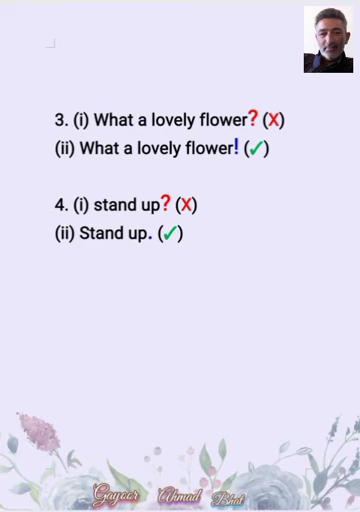 3. (i) What a lovely flower? (X)
(ii) What a lovely flower! (✓)
4. (i) stand up? (X)
(ii) Stand up. (✓)
Gayoor Ahmad Bhat